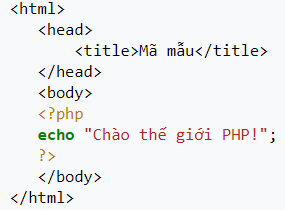 <html>
    <head>
        <title>Mã mẫu</title>
    </head>
    <body>
    <?php
    echo "Chào thế giới PHP!";
    ?>
    </body>
</html>